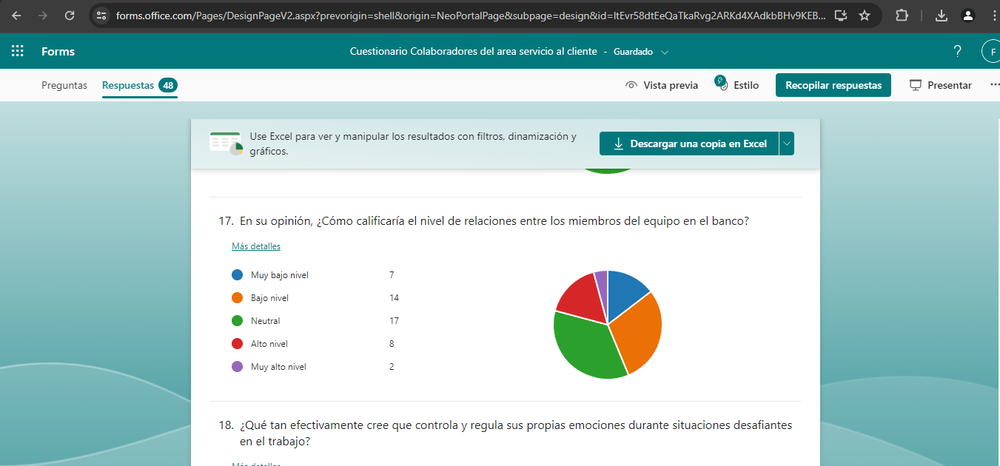 forms.office.com/Pages/DesignPageV2.aspx?prevorigin=shell&origin=NeoPortalPage&subpage=design&id=ItEvr58dtEeQaTkaRvg2ARKd4XAdkbBHv9KEB...
Forms
Cuestionario Colaboradores del area servicio al cliente - Guardado
?
F
Preguntas
Respuestas 48
Vista previa
Estilo
Recopilar respuestas
Presentar
...
Use Excel para ver y manipular los resultados con filtros, dinamización y
gráficos.
Descargar una copia en Excel
17. En su opinión, ¿Cómo calificaría el nivel de relaciones entre los miembros del equipo en el banco?
Más detalles
Muy bajo nivel 7
Bajo nivel 14
Neutral 17
Alto nivel 8
Muy alto nivel 2
18. ¿Qué tan efectivamente cree que controla y regula sus propias emociones durante situaciones desafiantes
en el trabajo?
Más detalles